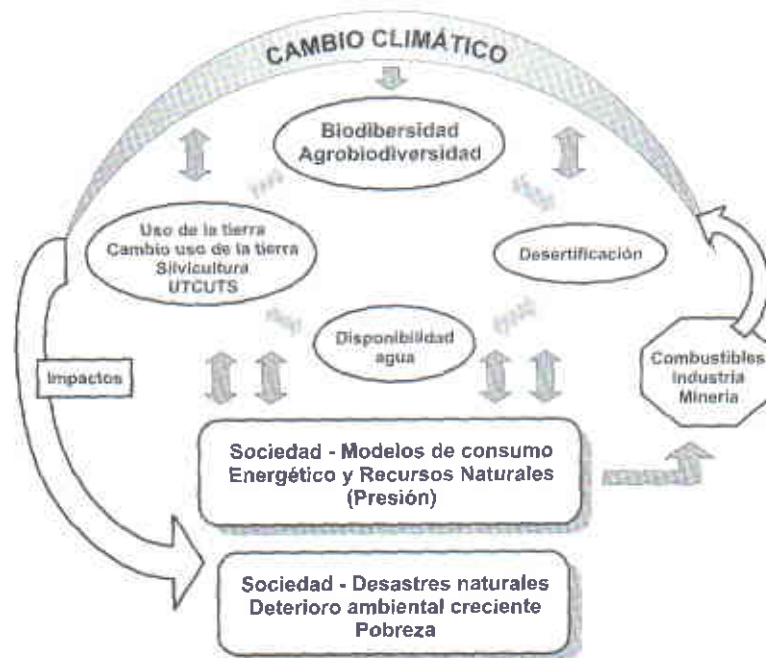 CAMBIO CLIMÁTICO
Biodibersidad
Agrobiodiversidad
Uso de la tierra
Cambio uso de la tierra
Silvicultura
UTCUTS
Desertificación
Disponibilidad
agua
Impactos
Combustibles
Industria
Mineria
Sociedad - Modelos de consumo
Energético y Recursos Naturales
(Presión)
Sociedad - Desastres naturales
Deterioro ambiental creciente
Pobreza